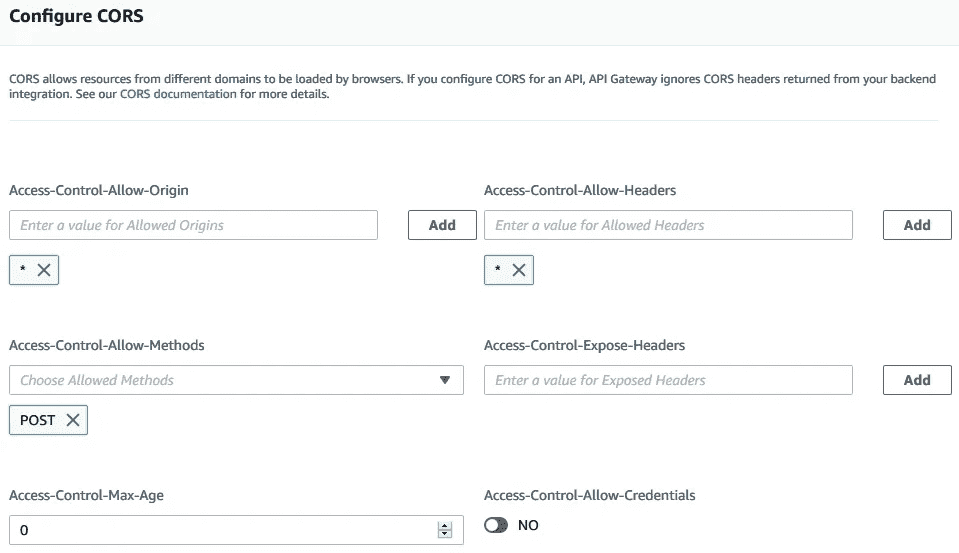 Configure CORS
CORS allows resources from different domains to be loaded by browsers. If you configure CORS for an API, API Gateway ignores CORS headers returned from your backend
integration. See our CORS documentation for more details.
Access-Control-Allow-Origin
Enter a value for Allowed Origins
Add
*
Access-Control-Allow-Headers
Enter a value for Allowed Headers
Add
*
Access-Control-Allow-Methods
Choose Allowed Methods
POST
Access-Control-Expose-Headers
Enter a value for Exposed Headers
Add
Access-Control-Max-Age
0
Access-Control-Allow-Credentials
NO